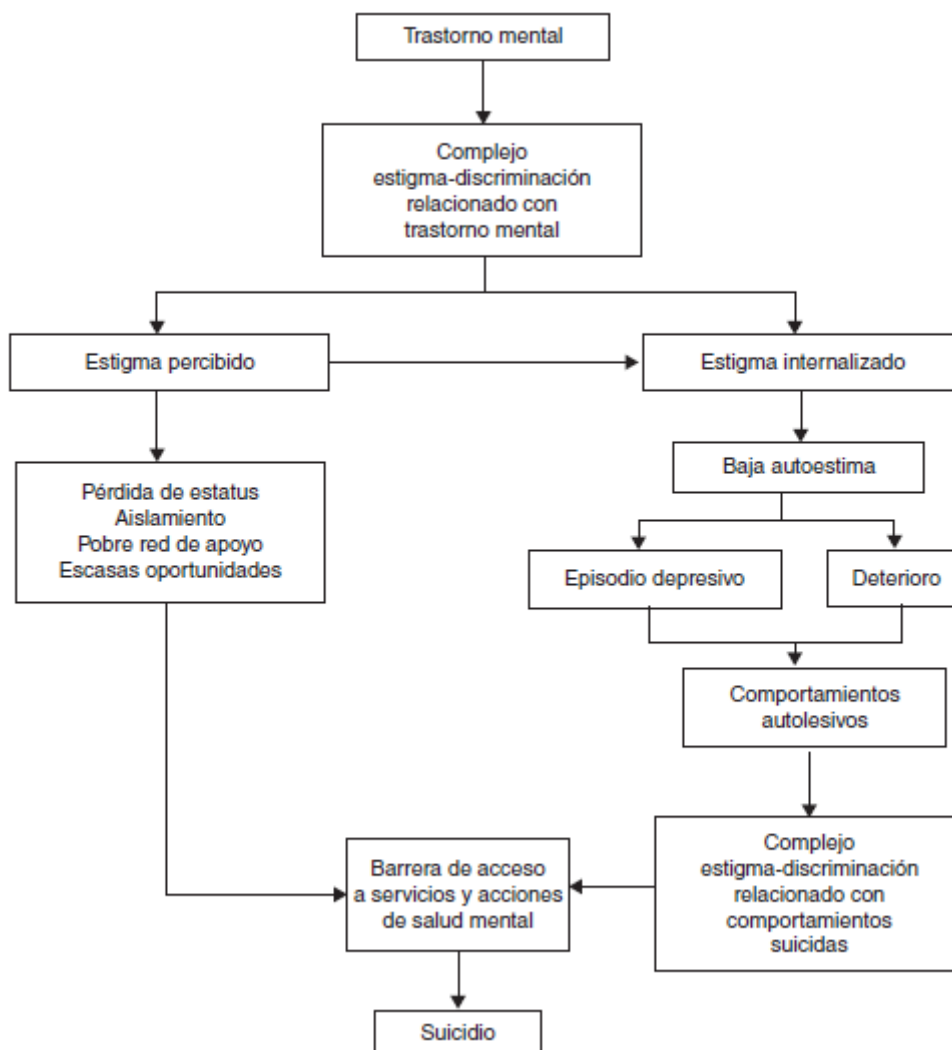 Trastorno mental
Complejo
estigma-discriminación
relacionado con
trastorno mental
Estigma percibido
Estigma internalizado
Pérdida de estatus
Aislamiento
Pobre red de apoyo
Escasas oportunidades
Baja autoestima
Episodio depresivo
Deterioro
Comportamientos
autolesivos
Barrera de acceso
a servicios y acciones
de salud mental
Complejo
estigma-discriminación
relacionado con
comportamientos
suicidas
Suicidio